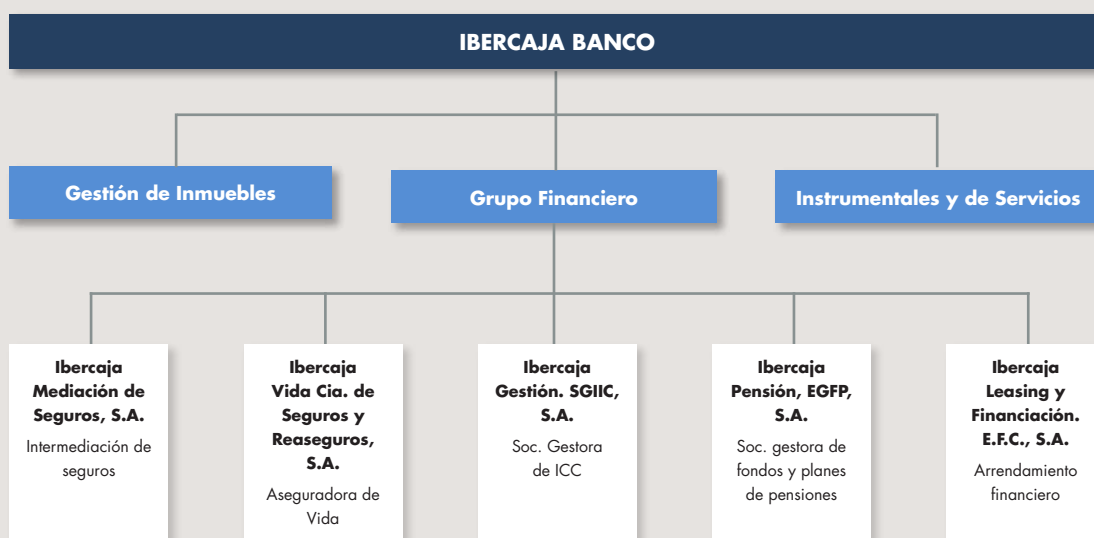 IBERCAJA BANCO
Gestión de Inmuebles
Grupo Financiero
Instrumentales y de Servicios
Ibercaja
Mediación de
Seguros, S.A.
Intermediación de
seguros
Ibercaja
Vida Cia. de
Seguros y
Reaseguros,
S.A.
Aseguradora de
Vida
Ibercaja
Gestión. SGIIC,
S.A.
Soc. Gestora
de ICC
Ibercaja
Pensión, EGFP,
S.A.
Soc. gestora de
fondos y planes
de pensiones
Ibercaja
Leasing y
Financiación.
E.F.C., S.A.
Arrendamiento
financiero